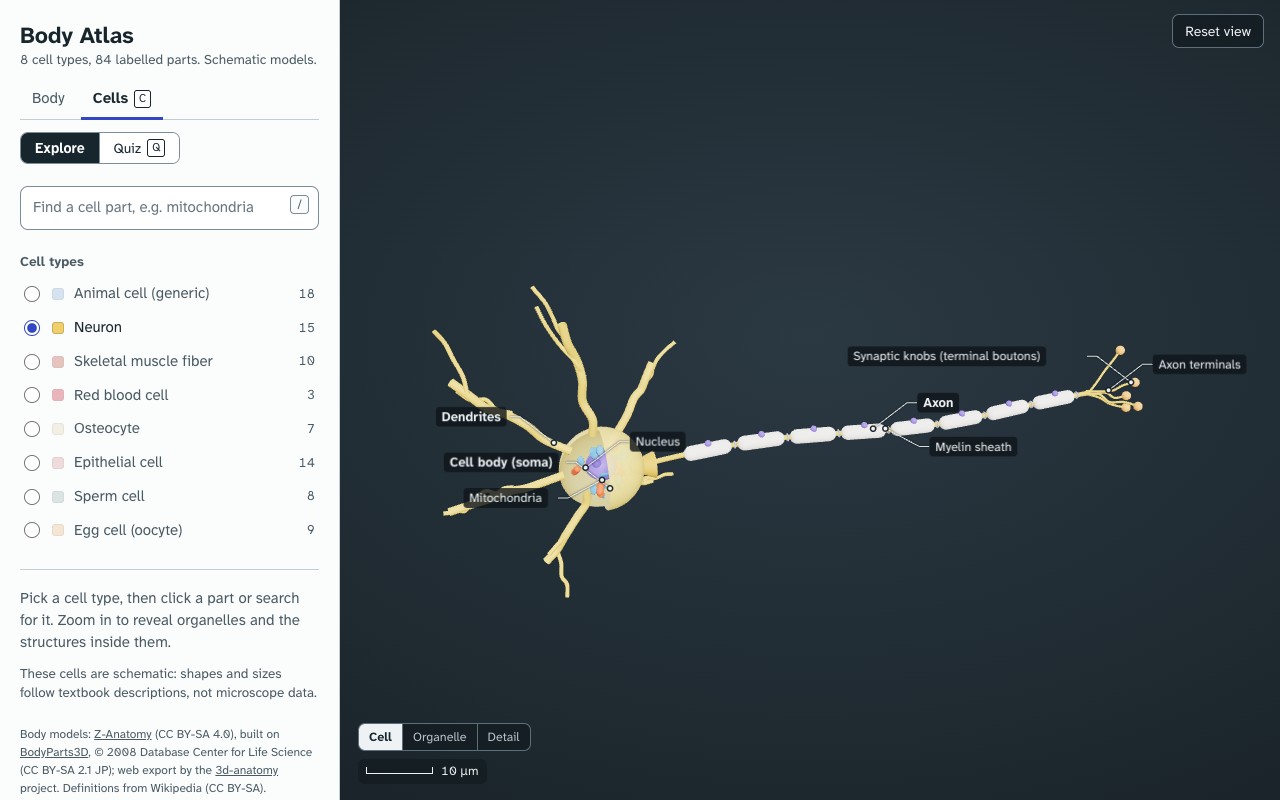 Body Atlas
8 cell types, 84 labelled parts. Schematic models.
Body
Cells C
Explore
Quiz Q
Find a cell part, e.g. mitochondria /
Cell types
Animal cell (generic) 18
Neuron 15
Skeletal muscle fiber 10
Red blood cell 3
Osteocyte 7
Epithelial cell 14
Sperm cell 8
Egg cell (oocyte) 9
Pick a cell type, then click a part or search
for it. Zoom in to reveal organelles and the
structures inside them.
These cells are schematic: shapes and sizes
follow textbook descriptions, not microscope data.
Body models: Z-Anatomy (CC BY-SA 4.0), built on
BodyParts3D, © 2008 Database Center for Life Science
(CC BY-SA 2.1 JP); web export by the 3d-anatomy
project. Definitions from Wikipedia (CC BY-SA).
Reset view
Synaptic knobs (terminal boutons)
Axon terminals
Axon
Dendrites
Nucleus
Myelin sheath
Cell body (soma)
Mitochondria
Cell
Organelle
Detail
10 µm